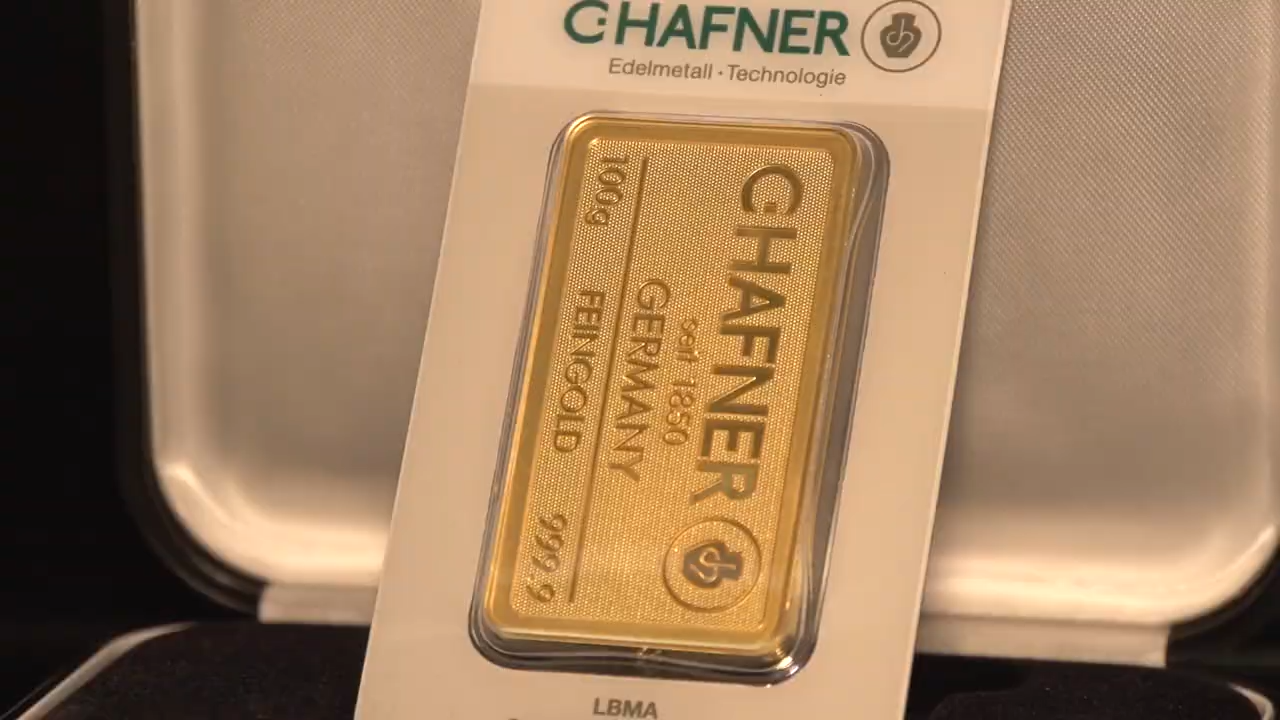 C·HAFNER
Edelmetall · Technologie
C·HAFNER
seit 1850
GERMANY
100g FEINGOLD 999.9
LBMA